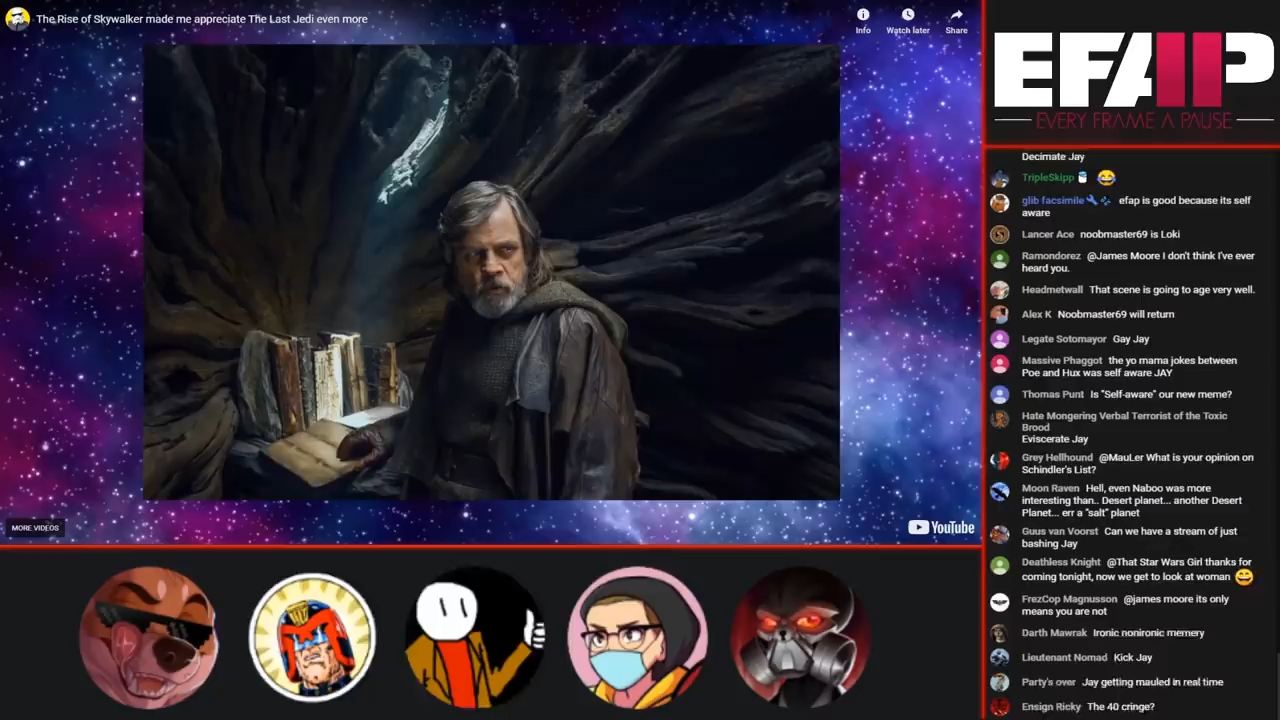 The Rise of Skywalker made me appreciate The Last Jedi even more
Info
Watch later
Share
MORE VIDEOS
YouTube
EFAP
EVERY FRAME A PAUSE
Decimate Jay
TripleSkipp
glib facsimile efap is good because its self
aware
Lancer Ace noobmaster69 is Loki
Ramondorez @James Moore I don't think I've ever
heard you.
Headmetwall That scene is going to age very well.
Alex K Noobmaster69 will return
Legate Sotomayor Gay Jay
Massive Phaggot the yo mama jokes between
Poe and Hux was self aware JAY
Thomas Punt Is "Self-aware" our new meme?
Hate Mongering Verbal Terrorist of the Toxic
Brood
Eviscerate Jay
Grey Hellhound @MauLer What is your opinion on
Schindler's List?
Moon Raven Hell, even Naboo was more
interesting than.. Desert planet... another Desert
Planet... err a "salt" planet
Guus van Voorst Can we have a stream of just
bashing Jay
Deathless Knight @That Star Wars Girl thanks for
coming tonight, now we get to look at woman
FrezCop Magnusson @james moore its only
means you are not
Darth Mawrak Ironic nonironic memery
Lieutenant Nomad Kick Jay
Party's over Jay getting mauled in real time
Ensign Ricky The 40 cringe?